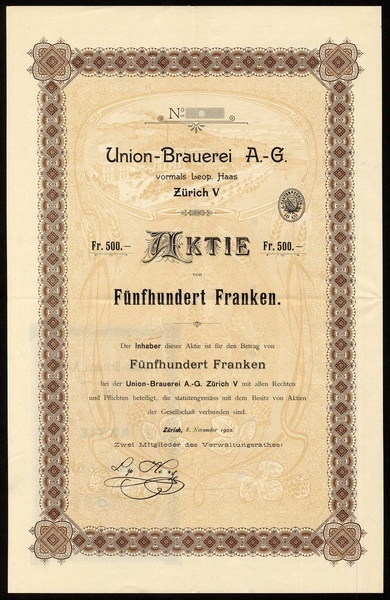 No
Union-Brauerei A.-G.
vormals Leop. Haas
Zürich V
Fr. 500.— AKTIE Fr. 500.—
von
Fünfhundert Franken.
Der Inhaber dieser Aktie ist für den Betrag von
Fünfhundert Franken
bei der Union-Brauerei A.-G. Zürich V mit allen Rechten
und Pflichten beteiligt, die statutengemäss mit dem Besitz von Aktien
der Gesellschaft verbunden sind.
Zürich, 8. November 1902.
Zwei Mitglieder des Verwaltungsrathes: